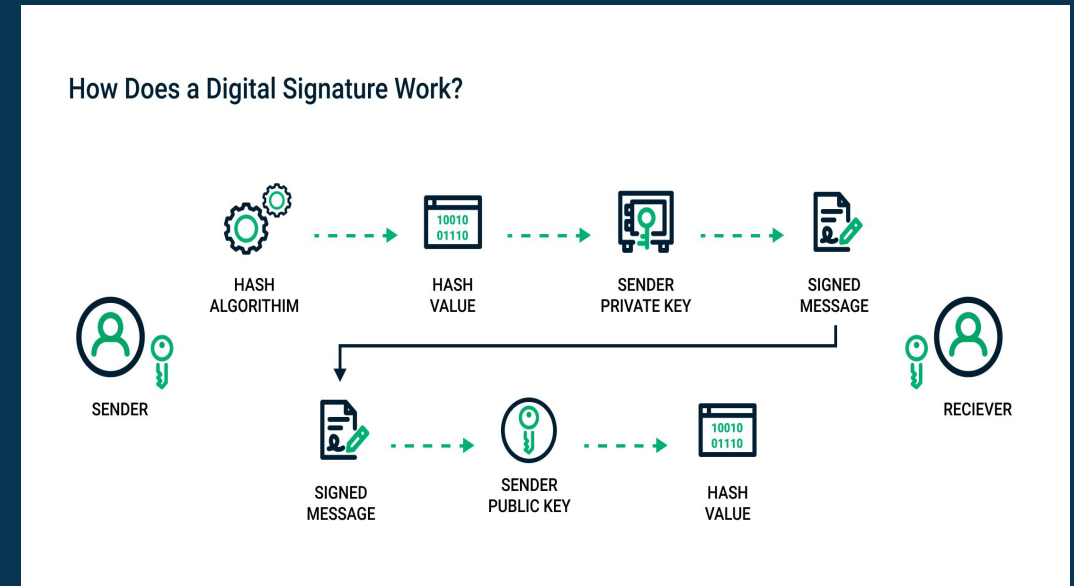 How Does a Digital Signature Work?
10010
01110
HASH
ALGORITHIM
HASH
VALUE
SENDER
PRIVATE KEY
SIGNED
MESSAGE
SENDER
RECIEVER
10010
01110
SIGNED
MESSAGE
SENDER
PUBLIC KEY
HASH
VALUE